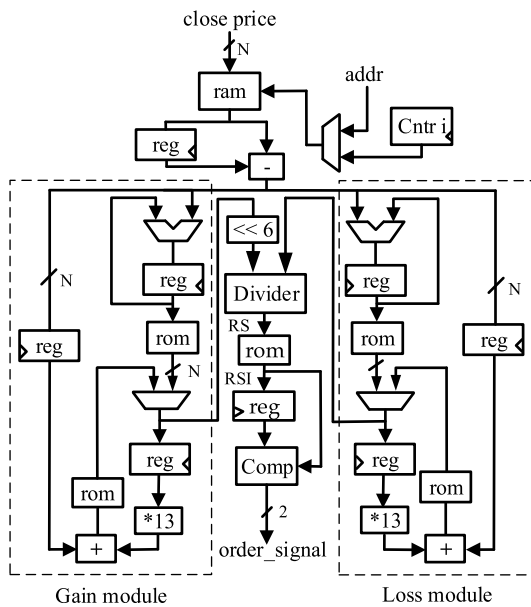 close price
N
addr
ram
Cntr i
reg
-
<< 6
N
reg
Divider
reg
N
reg
rom
RS
rom
rom
reg
N
RSI
reg
reg
Comp
reg
rom
rom
*13
*13
+
2
+
order_signal
Gain module
Loss module